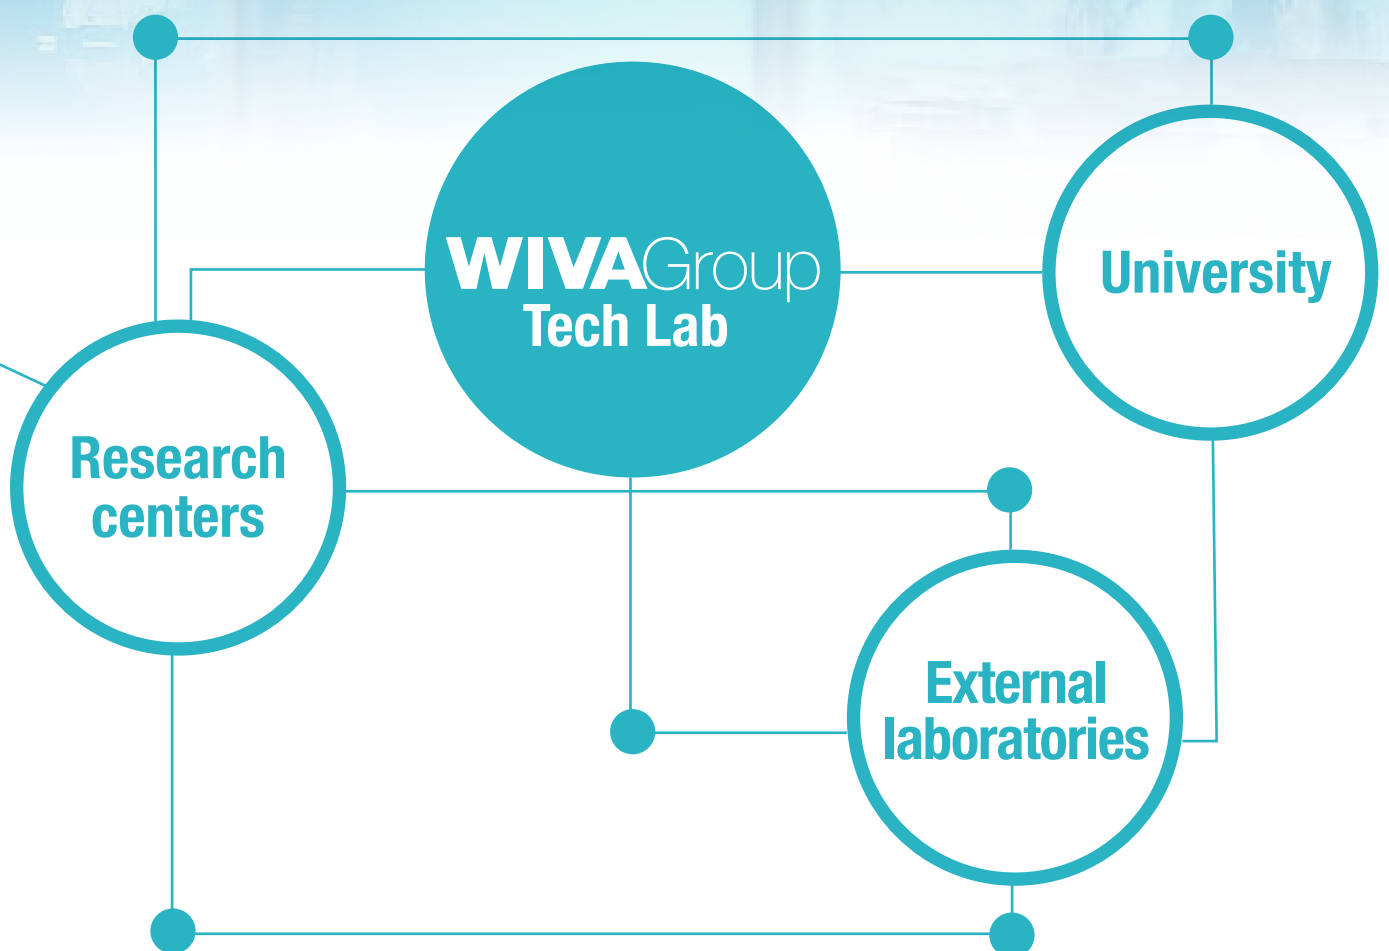 WIVAGroup
Tech Lab
University
Research
centers
External
laboratories